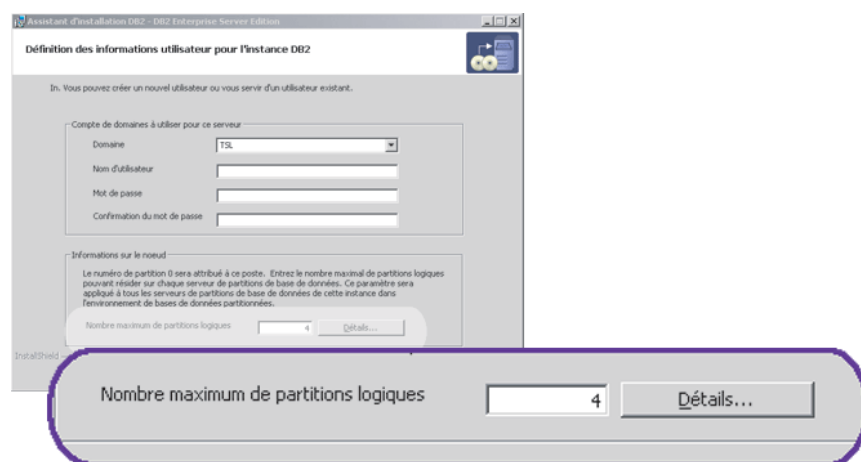 Assistant d'installation DB2 - DB2 Enterprise Server Edition
Définition des informations utilisateur pour l'instance DB2
In. Vous pouvez créer un nouvel utilisateur ou vous servir d'un utilisateur existant.
Compte de domaines à utiliser pour ce serveur
Domaine TSL
Nom d'utilisateur
Mot de passe
Confirmation du mot de passe
Informations sur le noeud
Le numéro de partition 0 sera attribué à ce poste. Entrez le nombre maximal de partitions logiques
pouvant résider sur chaque serveur de partitions de base de données. Ce paramètre sera
appliqué à tous les serveurs de partitions de base de données de cette instance dans
l'environnement de bases de données partitionnées.
Nombre maximum de partitions logiques 4 Détails...
InstallShield
Nombre maximum de partitions logiques 4 Détails...